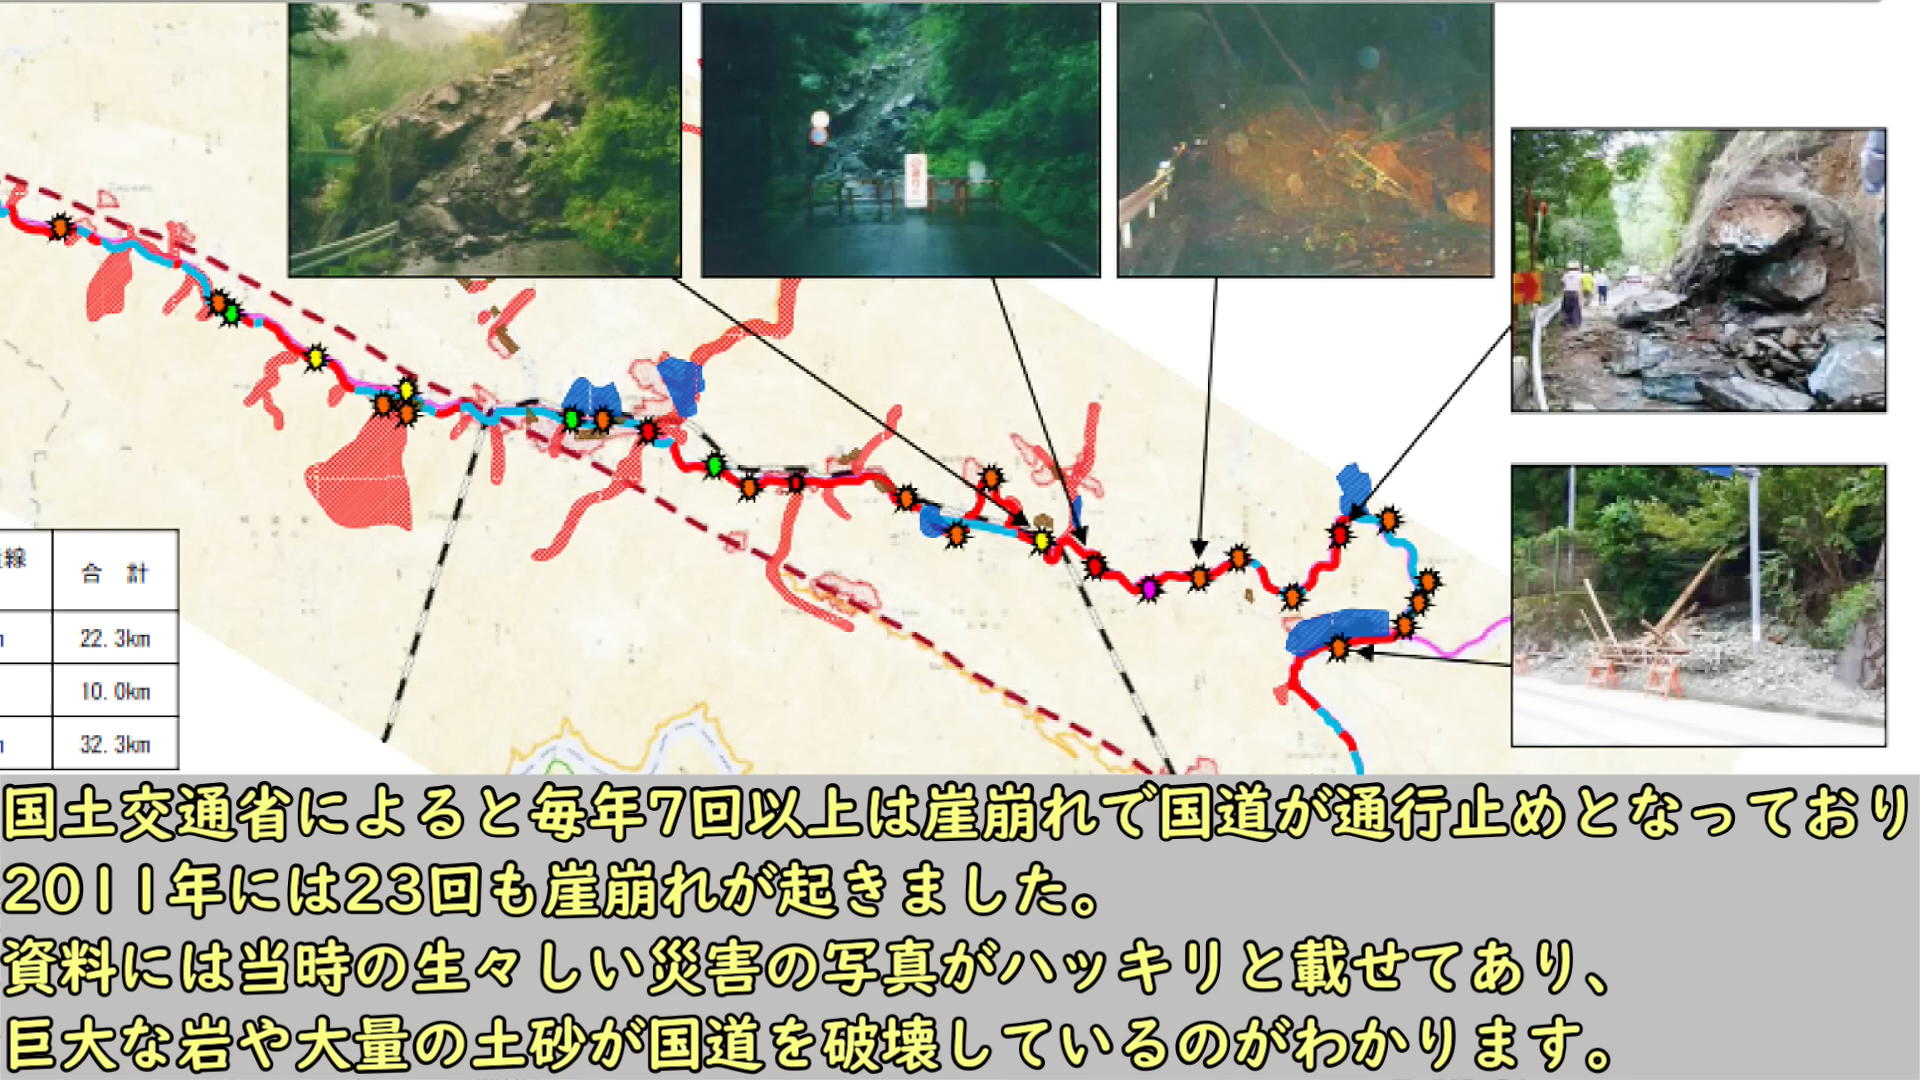 線
合 計
22.3km
10.0km
32.3km
国土交通省によると毎年7回以上は崖崩れで国道が通行止めとなっており
2011年には23回も崖崩れが起きました。
資料には当時の生々しい災害の写真がハッキリと載せてあり、
巨大な岩や大量の土砂が国道を破壊しているのがわかります。